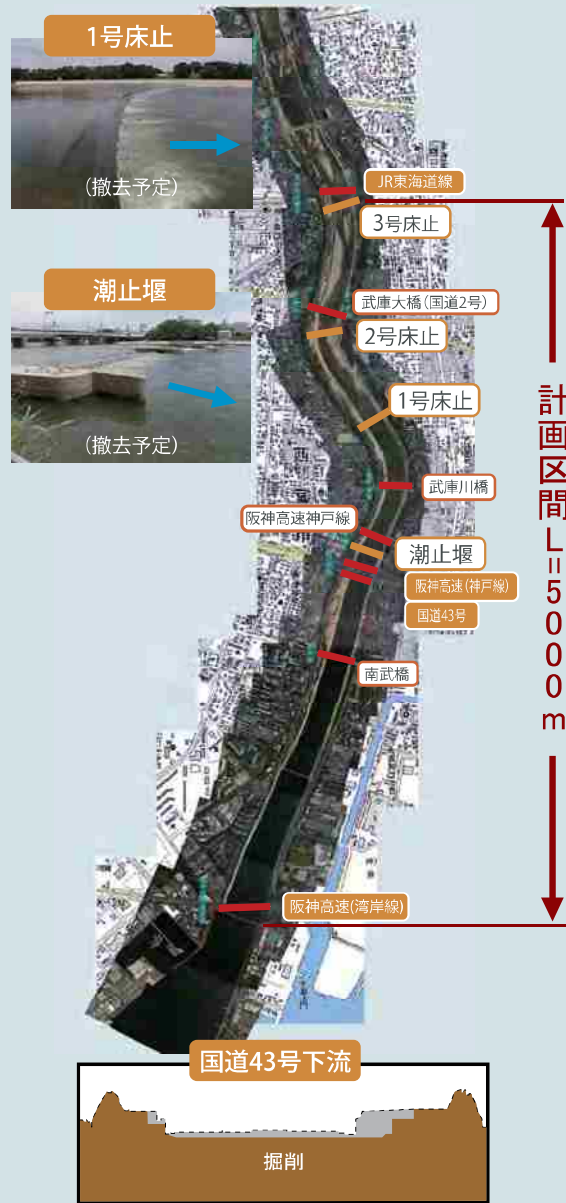 1号床止
(撤去予定)
潮止堰
(撤去予定)
JR東海道線
3号床止
武庫大橋(国道2号)
2号床止
1号床止
武庫川橋
阪神高速神戸線
潮止堰
阪神高速(神戸線)
国道43号
南武橋
阪神高速(湾岸線)
計画区間L=5000m
国道43号下流
掘削